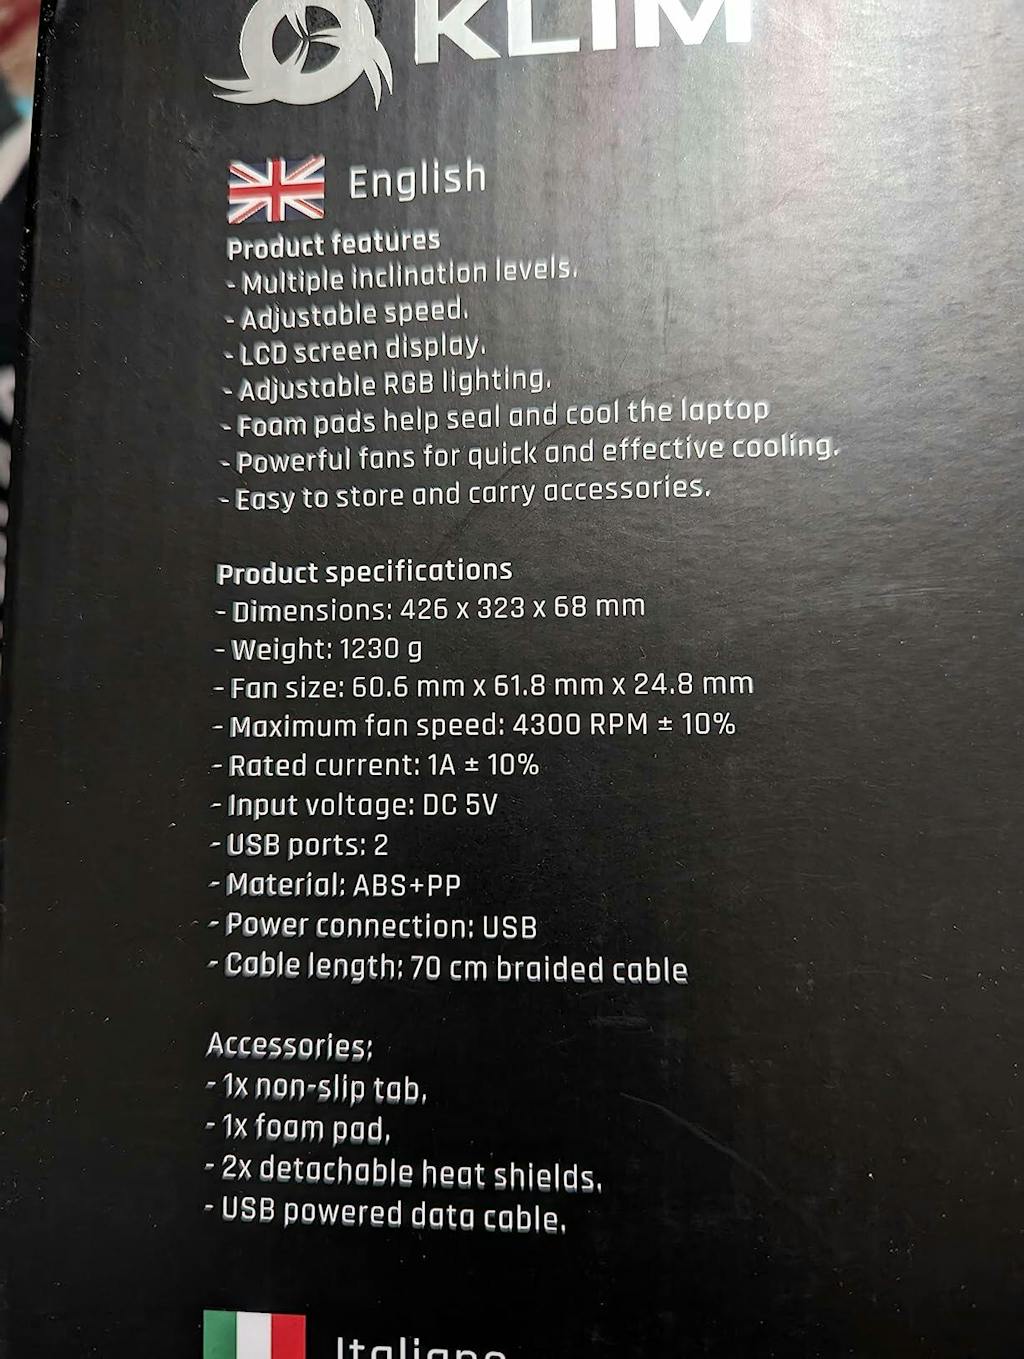 KLIM
English
Product features
- Multiple inclination levels.
- Adjustable speed.
- LCD screen display.
- Adjustable RGB lighting.
- Foam pads help seal and cool the laptop
- Powerful fans for quick and effective cooling.
- Easy to store and carry accessories.
Product specifications
- Dimensions: 426 x 323 x 68 mm
- Weight: 1230 g
- Fan size: 60.6 mm x 61.8 mm x 24.8 mm
- Maximum fan speed: 4300 RPM ± 10%
- Rated current: 1A ± 10%
- Input voltage: DC 5V
- USB ports: 2
- Material: ABS+PP
- Power connection: USB
- Cable length: 70 cm braided cable
Accessories:
- 1x non-slip tab.
- 1x foam pad.
- 2x detachable heat shields.
- USB powered data cable.
Italiano